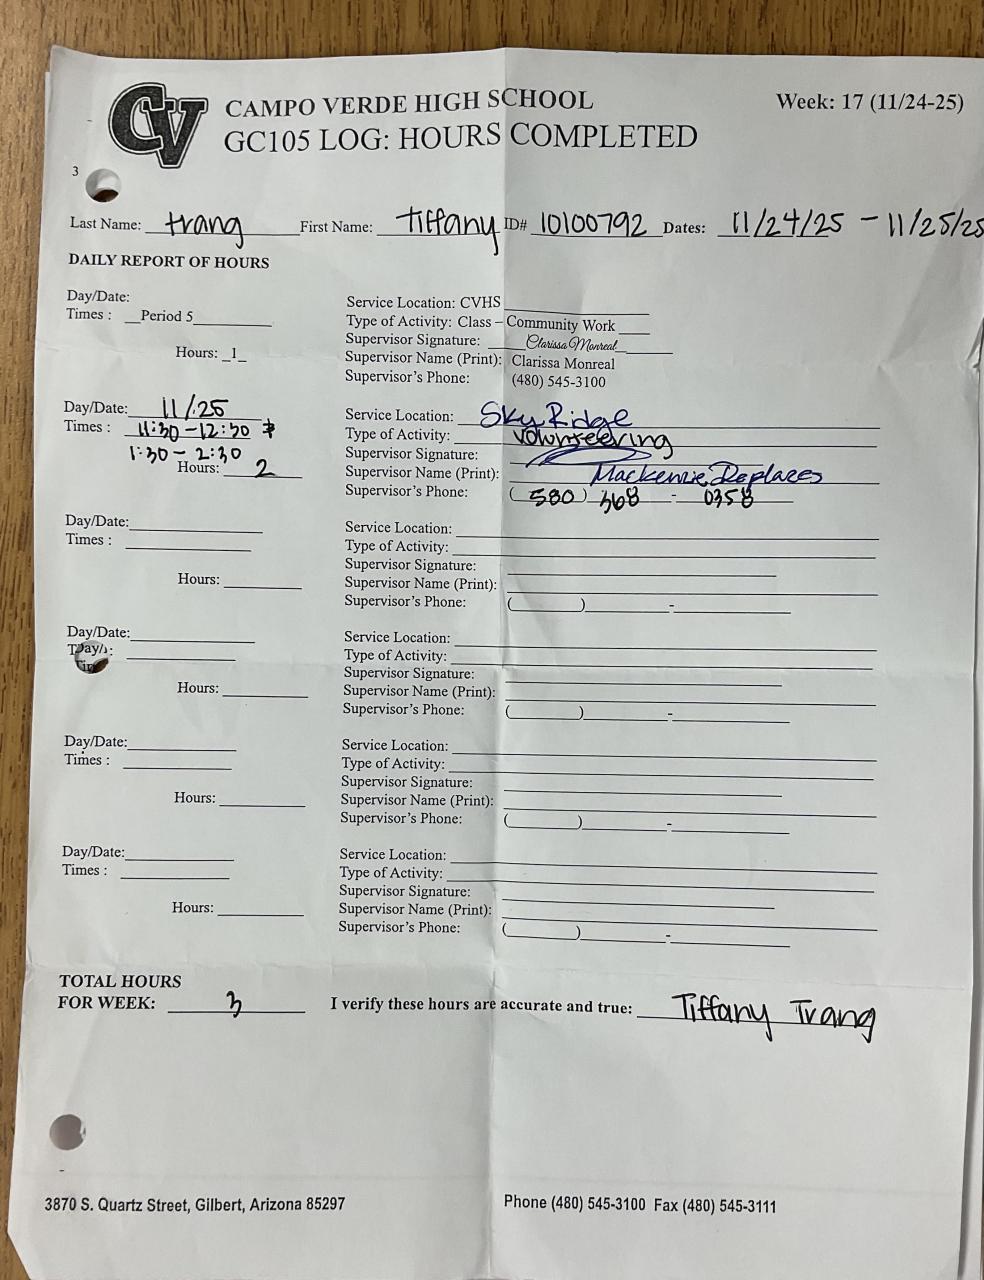 CV
CAMPO VERDE HIGH SCHOOL
Week: 17 (11/24-25)
GC105 LOG: HOURS COMPLETED
3
Last Name: trang First Name: Tiffany ID# 10100792 Dates: 11/24/25 - 11/25/25
DAILY REPORT OF HOURS
Day/Date:
Times : __Period 5
Hours: _1_
Service Location: CVHS
Type of Activity: Class – Community Work
Supervisor Signature: Clarissa Monreal
Supervisor Name (Print): Clarissa Monreal
Supervisor's Phone: (480) 545-3100
Day/Date: 11/25
Times : 11:30-12:30
1:30 - 2:30
Hours: 2
Service Location: Sky Ridge
Type of Activity: Volunteering
Supervisor Signature:
Supervisor Name (Print): Mackenzie Deplazes
Supervisor's Phone: (580) 368 - 0358
Day/Date:
Times :
Hours:
Service Location:
Type of Activity:
Supervisor Signature:
Supervisor Name (Print):
Supervisor's Phone: ( ) -
Day/Date:
Hours:
Service Location:
Type of Activity:
Supervisor Signature:
Supervisor Name (Print):
Supervisor's Phone: ( ) -
Day/Date:
Times :
Hours:
Service Location:
Type of Activity:
Supervisor Signature:
Supervisor Name (Print):
Supervisor's Phone: ( ) -
Day/Date:
Times :
Hours:
Service Location:
Type of Activity:
Supervisor Signature:
Supervisor Name (Print):
Supervisor's Phone: ( ) -
TOTAL HOURS
FOR WEEK: 3 I verify these hours are accurate and true: Tiffany Trang
3870 S. Quartz Street, Gilbert, Arizona 85297
Phone (480) 545-3100 Fax (480) 545-3111